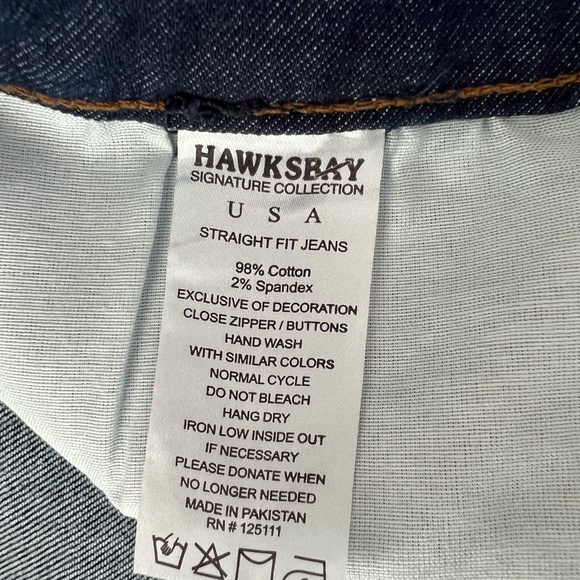 HAWKSBAY
SIGNATURE COLLECTION
U S A
STRAIGHT FIT JEANS
98% Cotton
2% Spandex
EXCLUSIVE OF DECORATION
CLOSE ZIPPER / BUTTONS
HAND WASH
WITH SIMILAR COLORS
NORMAL CYCLE
DO NOT BLEACH
HANG DRY
IRON LOW INSIDE OUT
IF NECESSARY
PLEASE DONATE WHEN
NO LONGER NEEDED
MADE IN PAKISTAN
RN # 125111